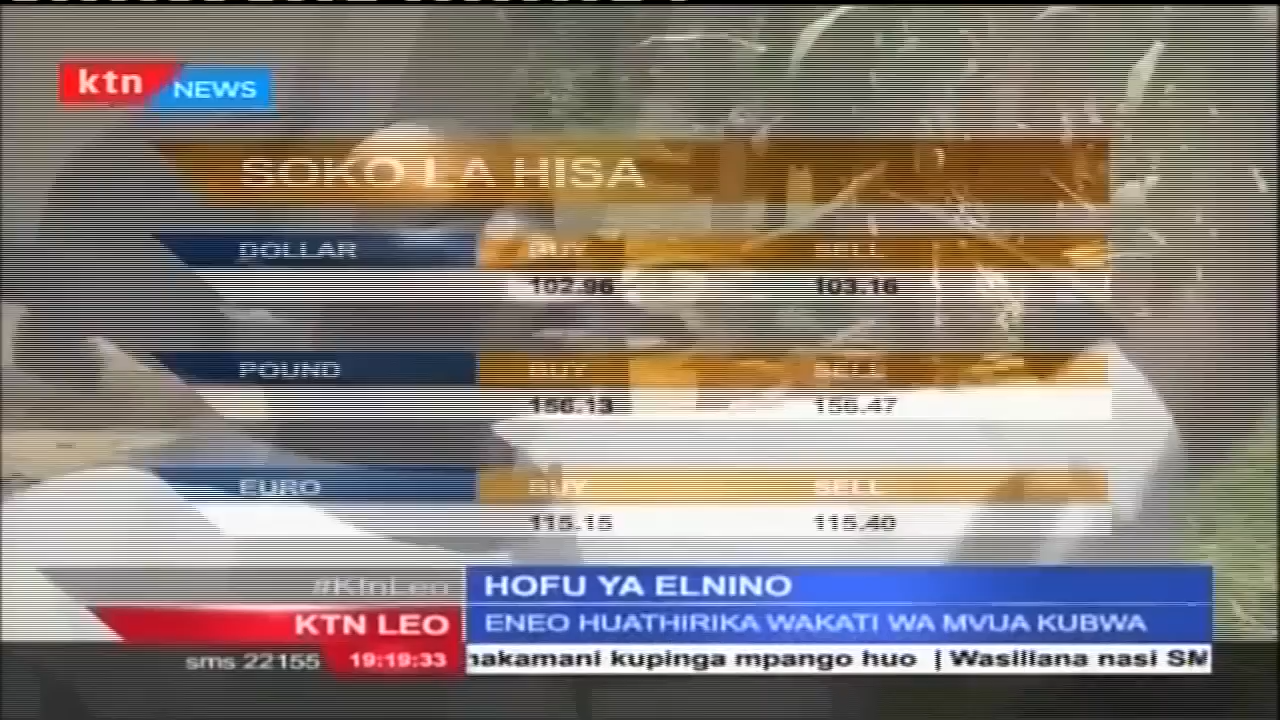 ktn NEWS
SOKO LA HISA
DOLLAR BUY SELL
102.96 103.16
POUND BUY SELL
156.13 156.47
EURO BUY SELL
115.15 115.40
#KtnLeo HOFU YA ELNINO
KTN LEO ENEO HUATHIRIKA WAKATI WA MVUA KUBWA
sms 22155 19:19:33 nakamani kupinga mpango huo | Wasiliana nasi SM